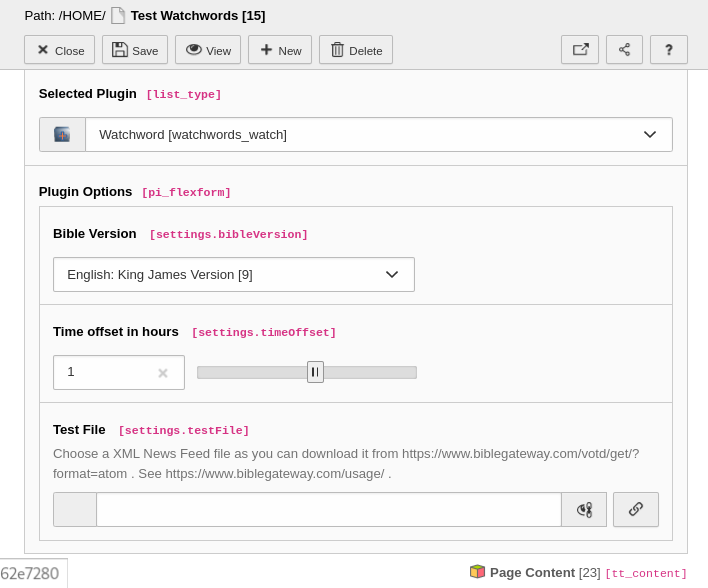 Path: /HOME/ Test Watchwords [15]
Close Save View New Delete ?
Selected Plugin [list_type]
Watchword [watchwords_watch]
Plugin Options [pi_flexform]
Bible Version [settings.bibleVersion]
English: King James Version [9]
Time offset in hours [settings.timeOffset]
1
Test File [settings.testFile]
Choose a XML News Feed file as you can download it from https://www.biblegateway.com/votd/get/?
format=atom . See https://www.biblegateway.com/usage/ .
62e7280
Page Content [23] [tt_content]